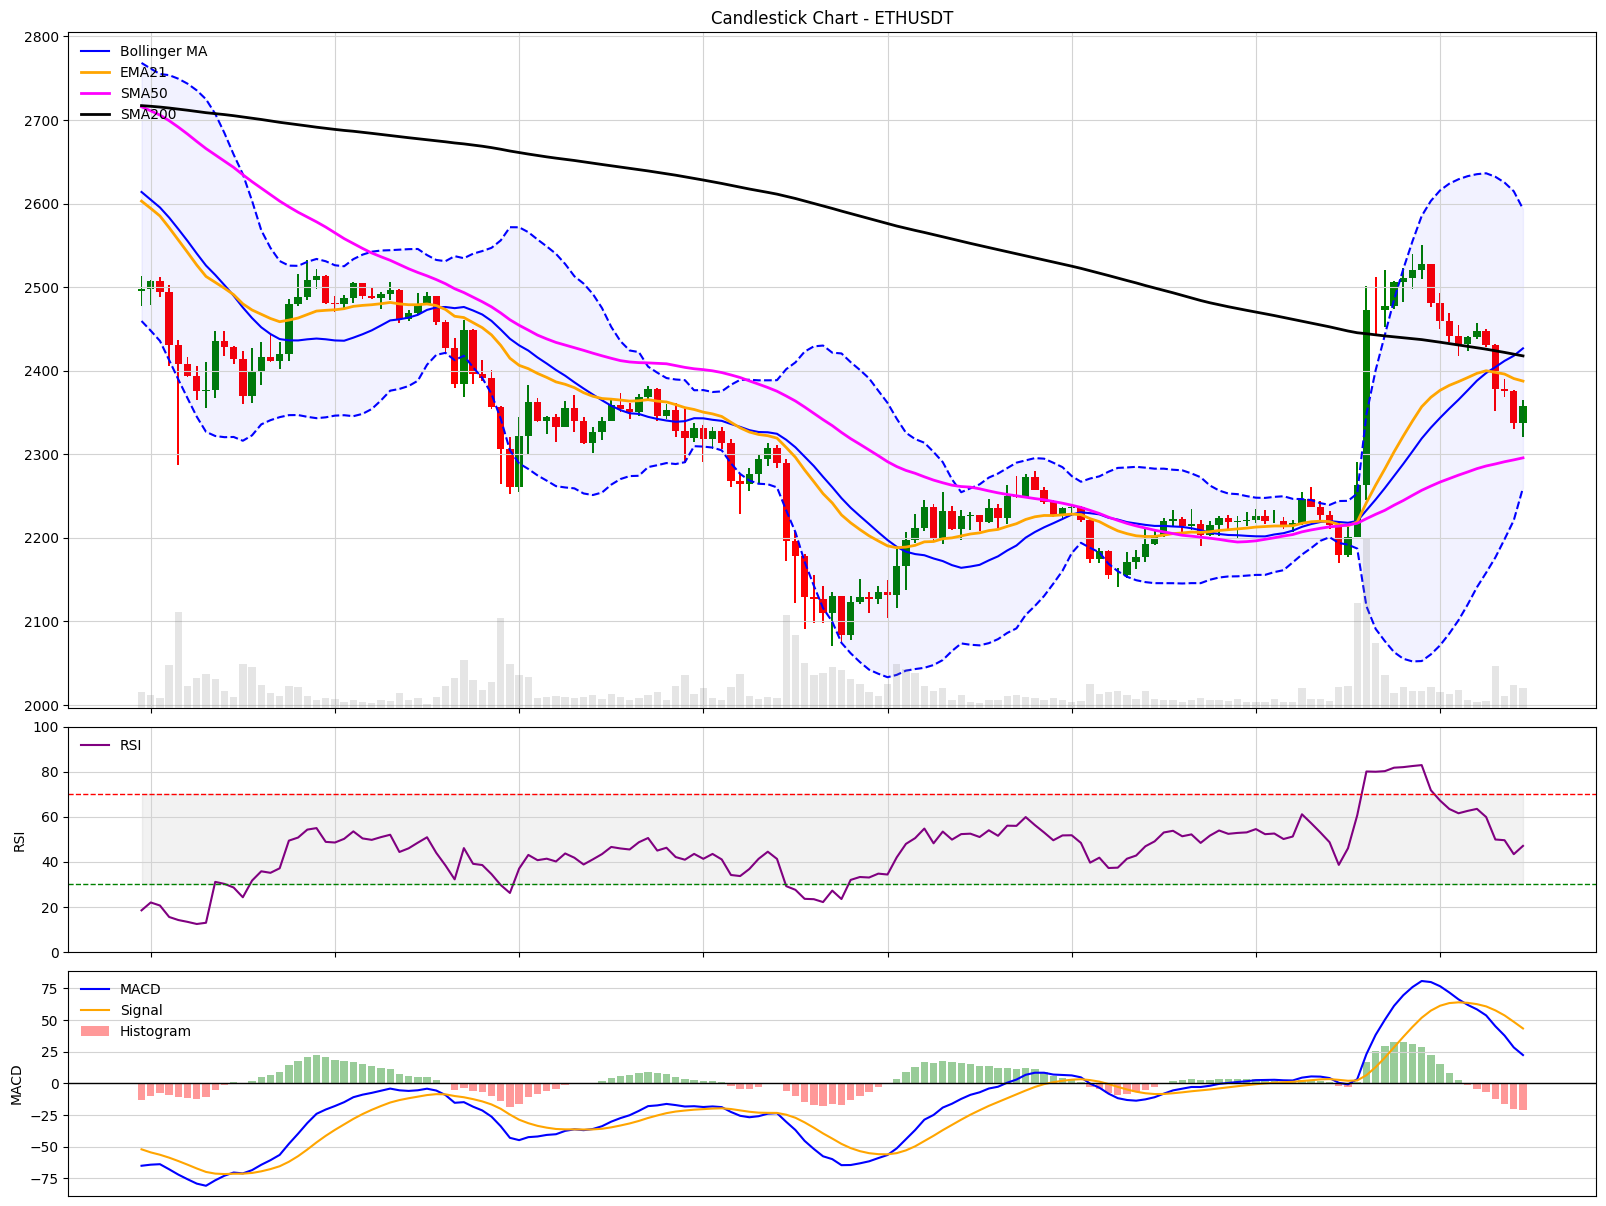 Candlestick Chart - ETHUSDT
Bollinger MA
EMA21
SMA50
SMA200
2800
2700
2600
2500
2400
2300
2200
2100
2000
RSI
RSI
100
80
60
40
20
0
MACD
Signal
Histogram
MACD
75
50
25
0
−25
−50
−75